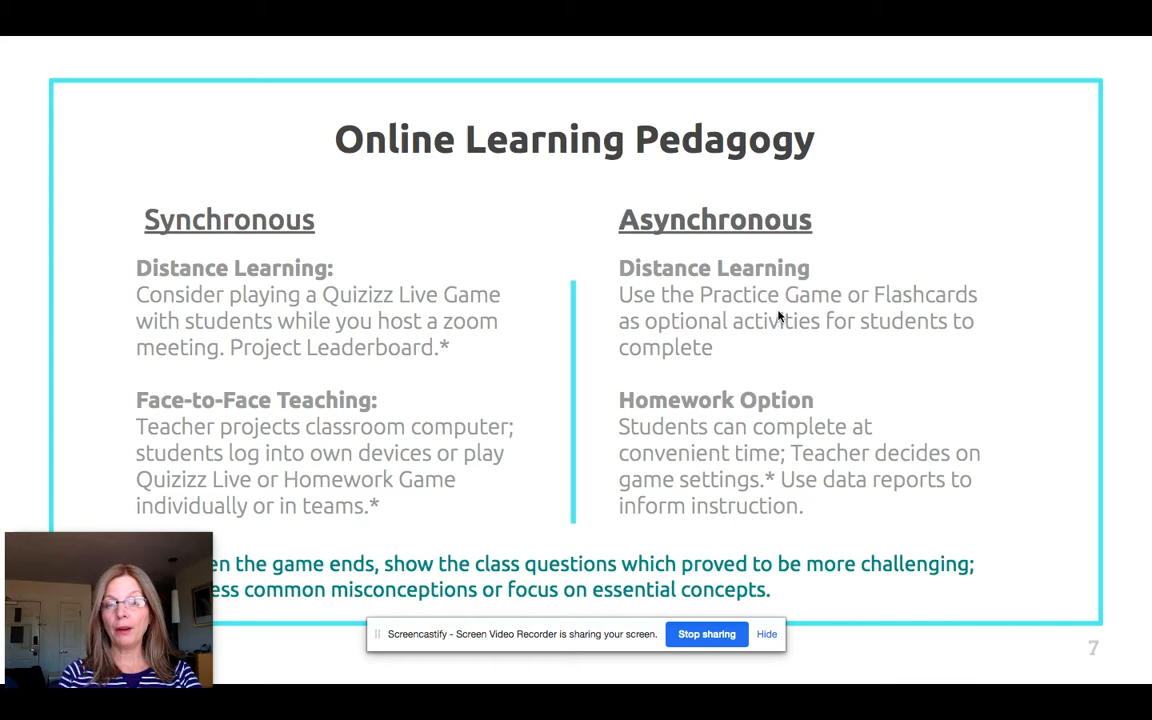 Online Learning Pedagogy
Synchronous
Distance Learning:
Consider playing a Quizizz Live Game
with students while you host a zoom
meeting. Project Leaderboard.*
Face-to-Face Teaching:
Teacher projects classroom computer;
students log into own devices or play
Quizizz Live or Homework Game
individually or in teams.*
Asynchronous
Distance Learning
Use the Practice Game or Flashcards
as optional activities for students to
complete
Homework Option
Students can complete at
convenient time; Teacher decides on
game settings.* Use data reports to
inform instruction.
the game ends, show the class questions which proved to be more challenging;
common misconceptions or focus on essential concepts.
Screencastify - Screen Video Recorder is sharing your screen.
Stop sharing
Hide
7